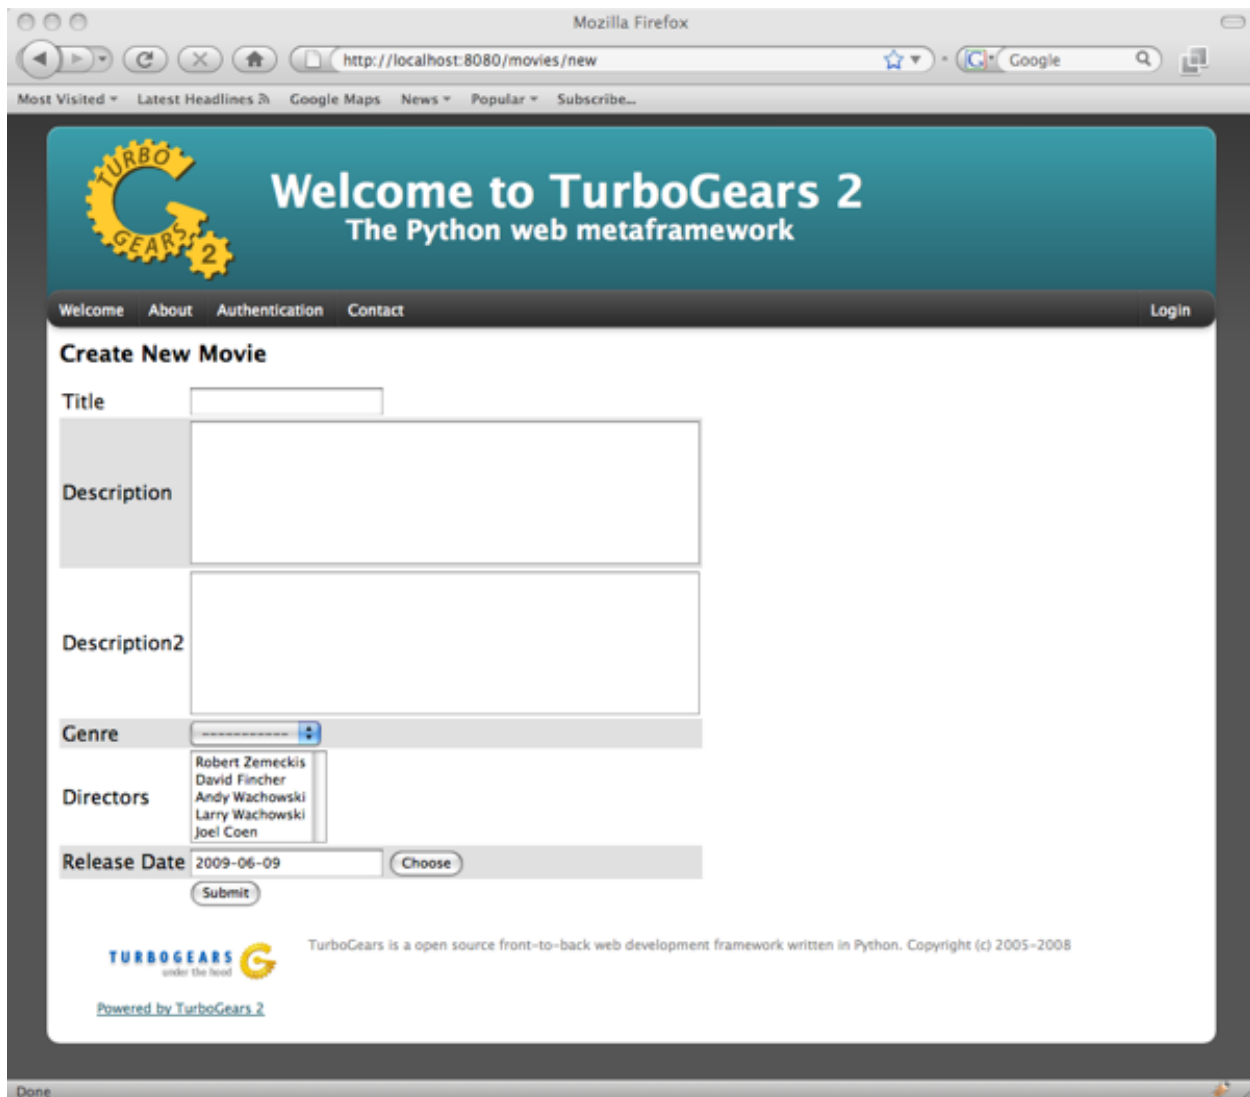 Mozilla Firefox
http://localhost:8080/movies/new
Google
Most Visited Latest Headlines Google Maps News Popular Subscribe...
TURBO
GEARS
2
Welcome to TurboGears 2
The Python web metaframework
Welcome About Authentication Contact Login
Create New Movie
Title
Description
Description2
Genre -----------
Directors
Robert Zemeckis
David Fincher
Andy Wachowski
Larry Wachowski
Joel Coen
Release Date 2009-06-09 Choose
Submit
TURBOGEARS
under the hood
TurboGears is a open source front-to-back web development framework written in Python. Copyright (c) 2005-2008
Powered by TurboGears 2
Done